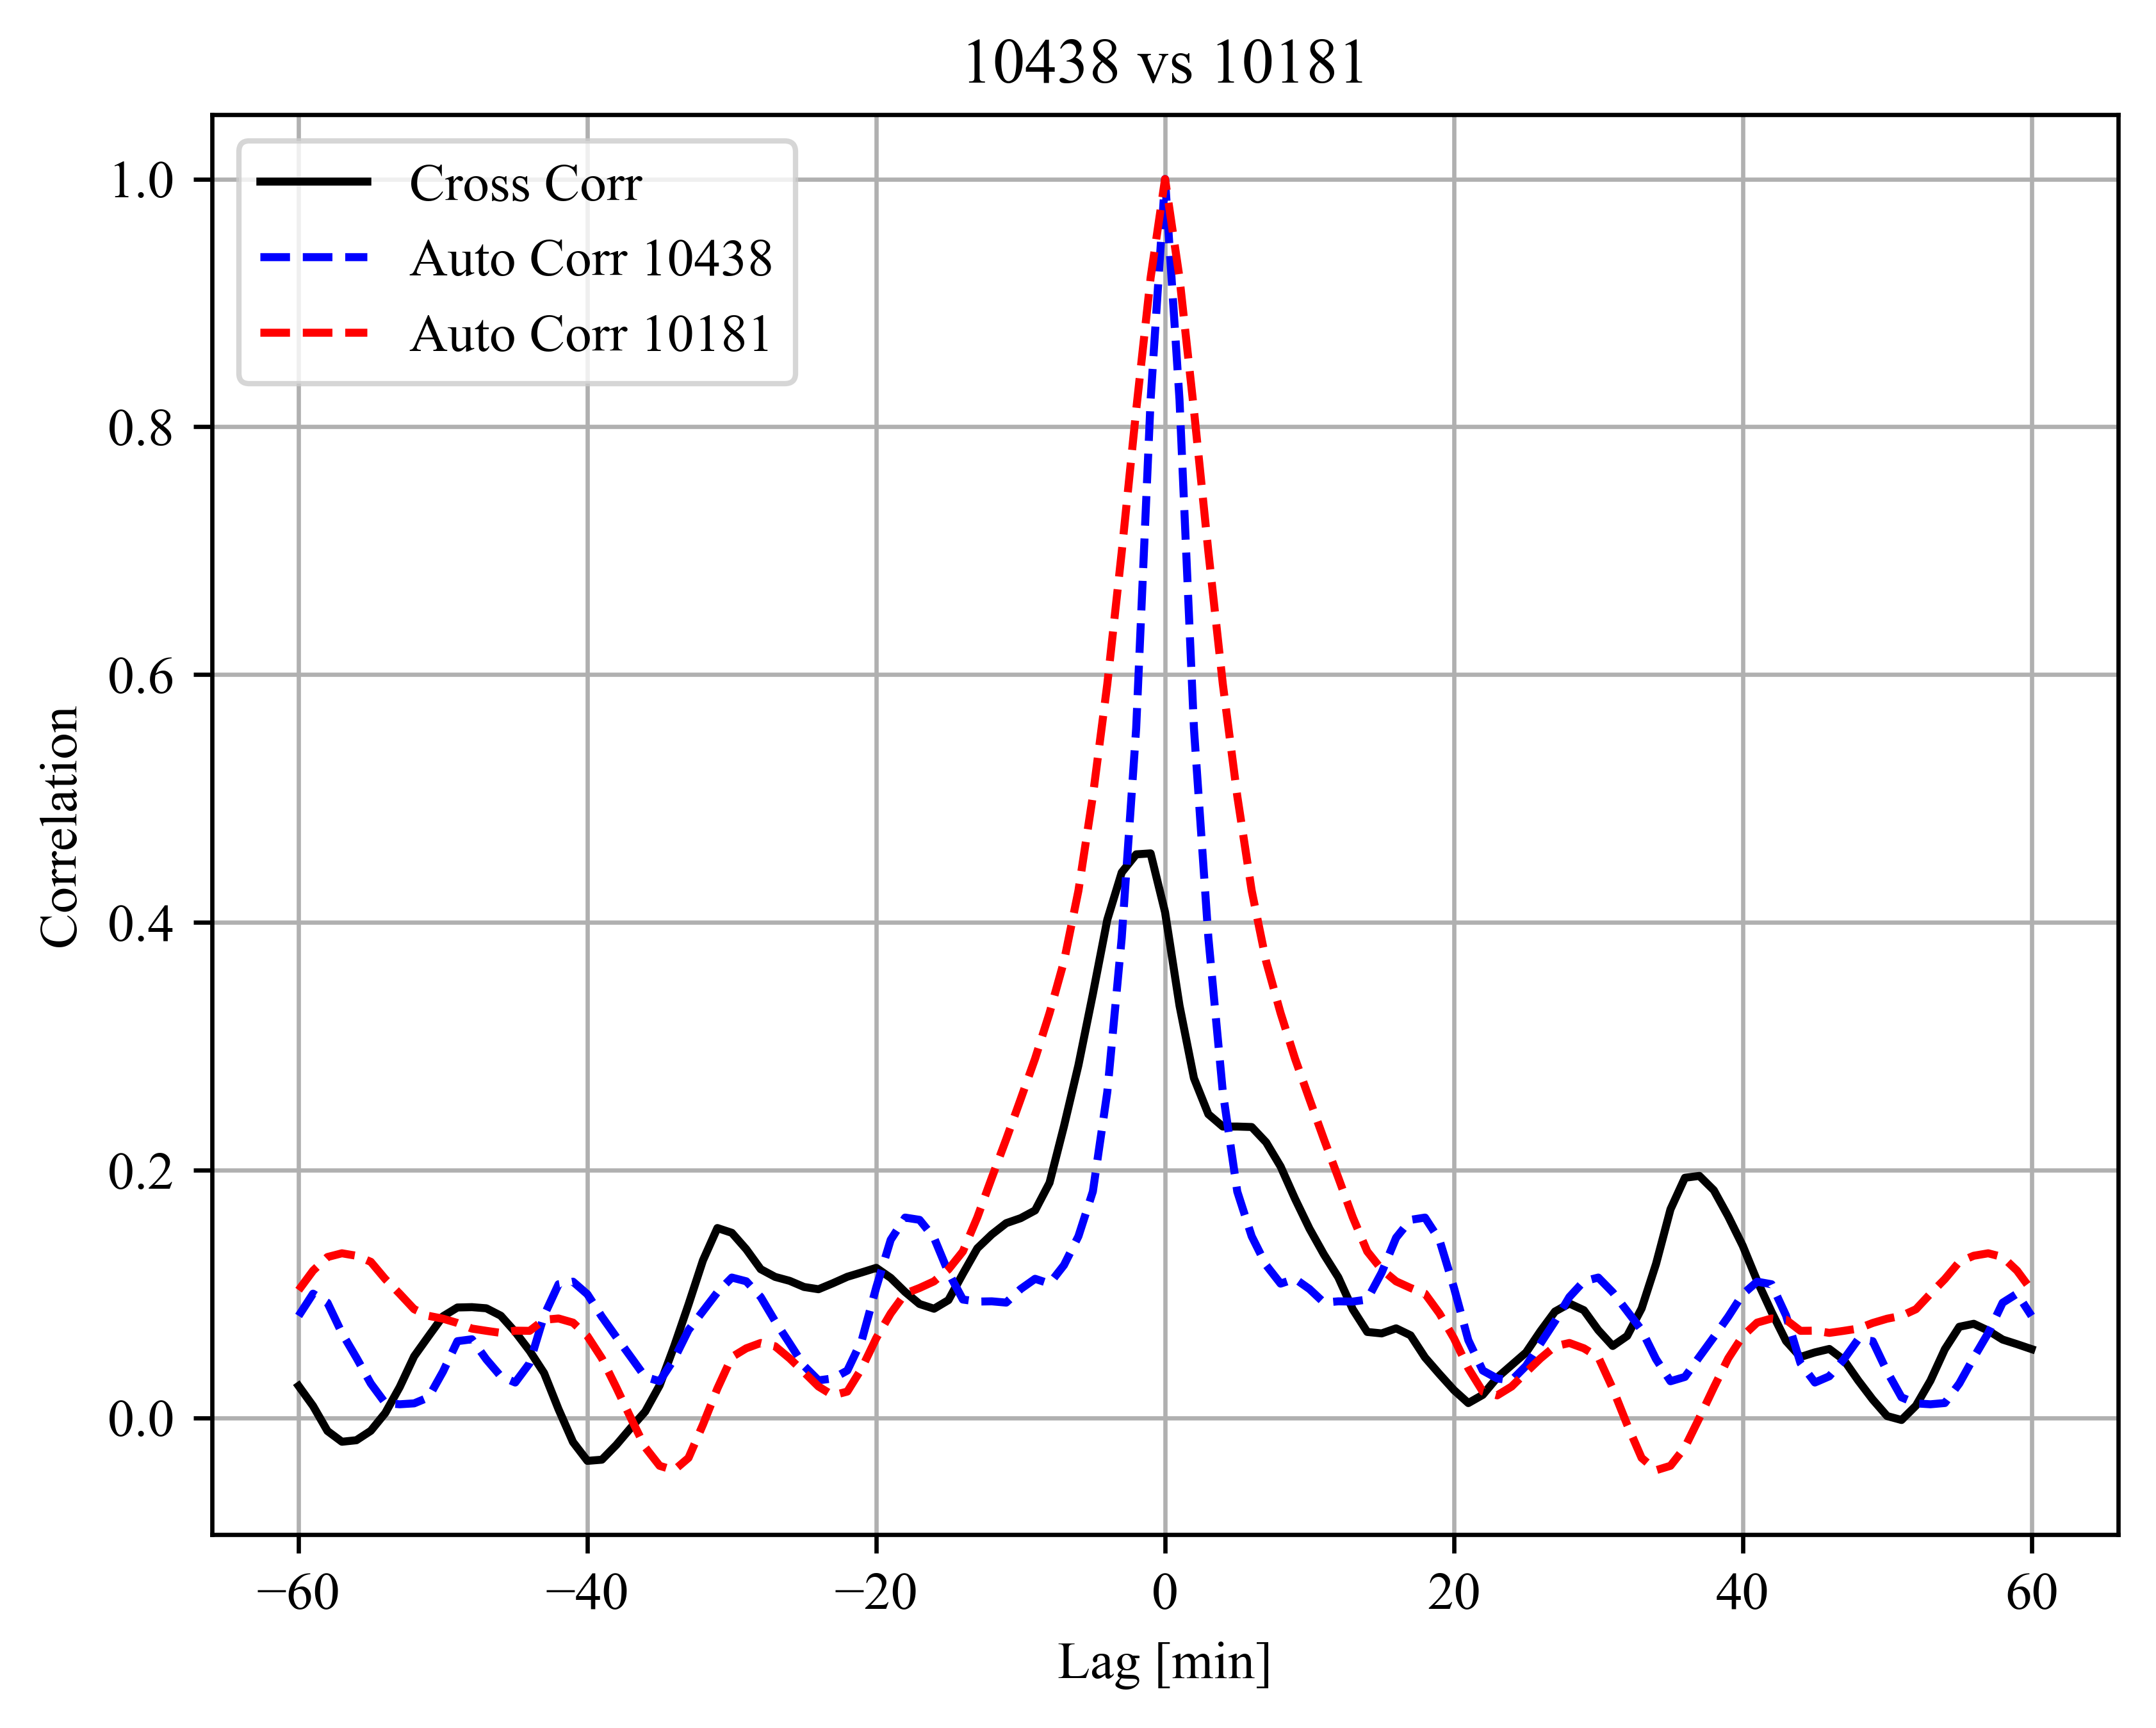 10438 vs 10181
Cross Corr
Auto Corr 10438
Auto Corr 10181
Correlation
1.0
0.8
0.6
0.4
0.2
0.0
−60 −40 −20 0 20 40 60
Lag [min]